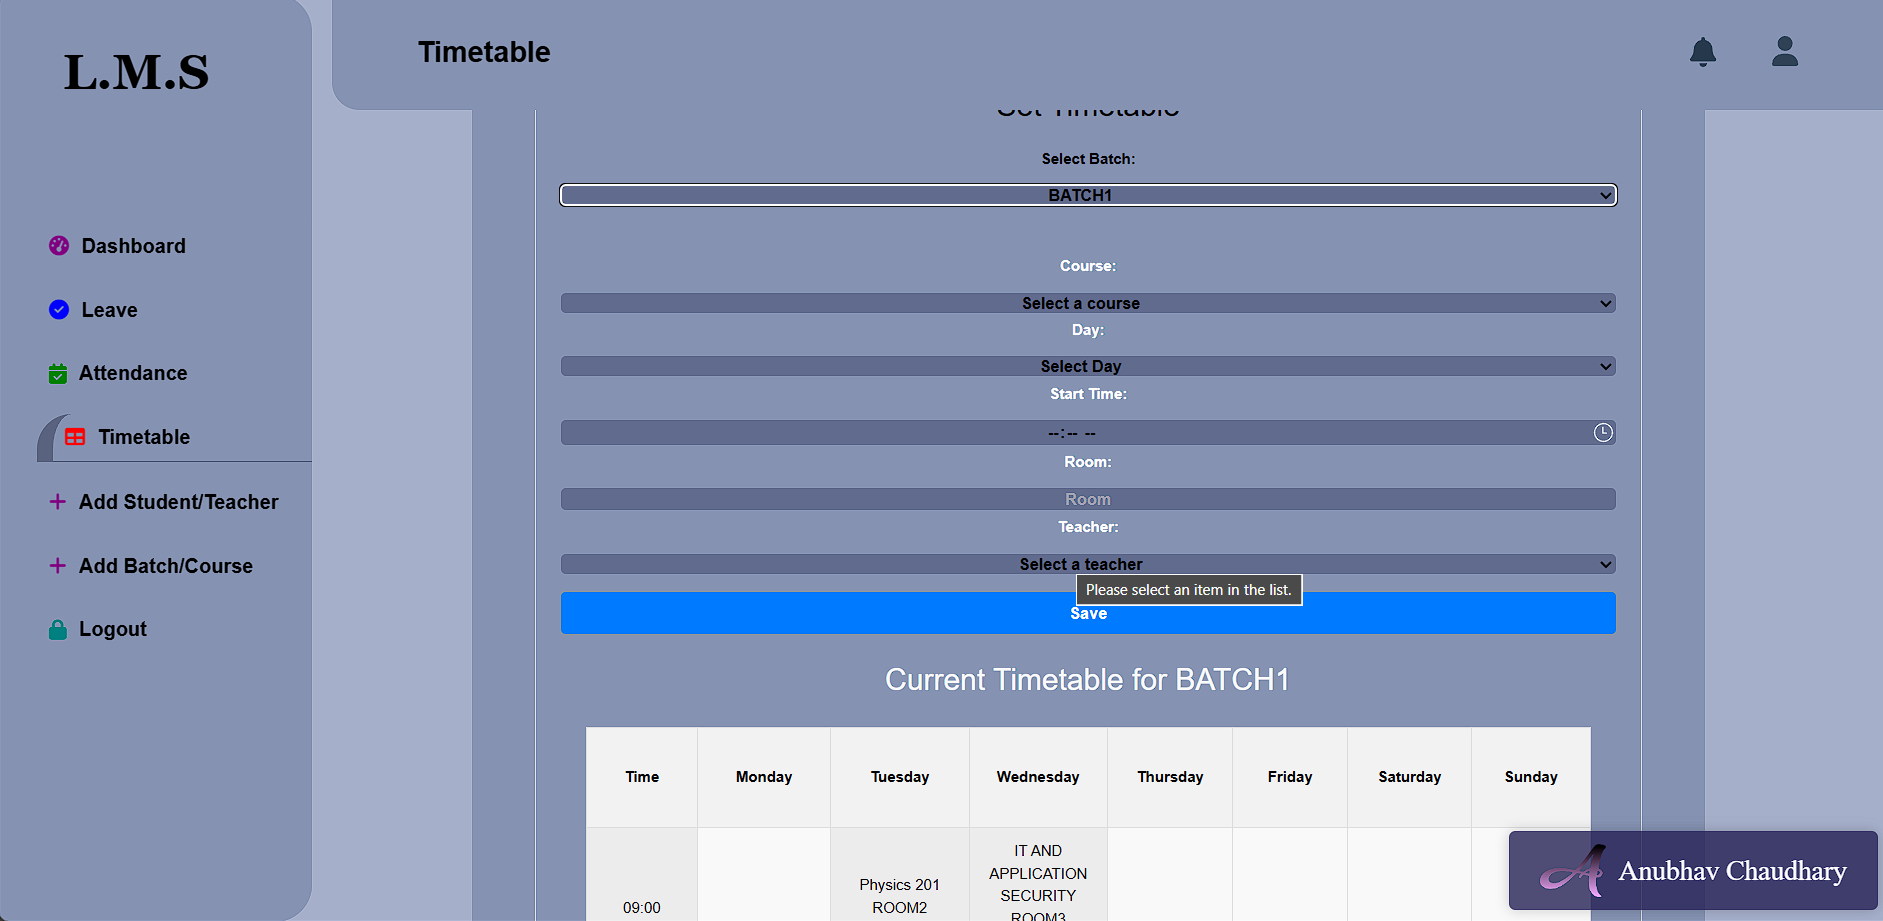 L.M.S
Timetable
Set Timetable
Select Batch:
BATCH1
Dashboard
Course:
Leave
Select a course
Day:
Attendance
Select Day
Start Time:
Timetable
--:-- --
Room:
Add Student/Teacher
Room
Teacher:
Add Batch/Course
Select a teacher
Please select an item in the list.
Save
Logout
Current Timetable for BATCH1
Time Monday Tuesday Wednesday Thursday Friday Saturday Sunday
09:00
Physics 201
ROOM2
IT AND
APPLICATION
SECURITY
ROOM3
Anubhav Chaudhary